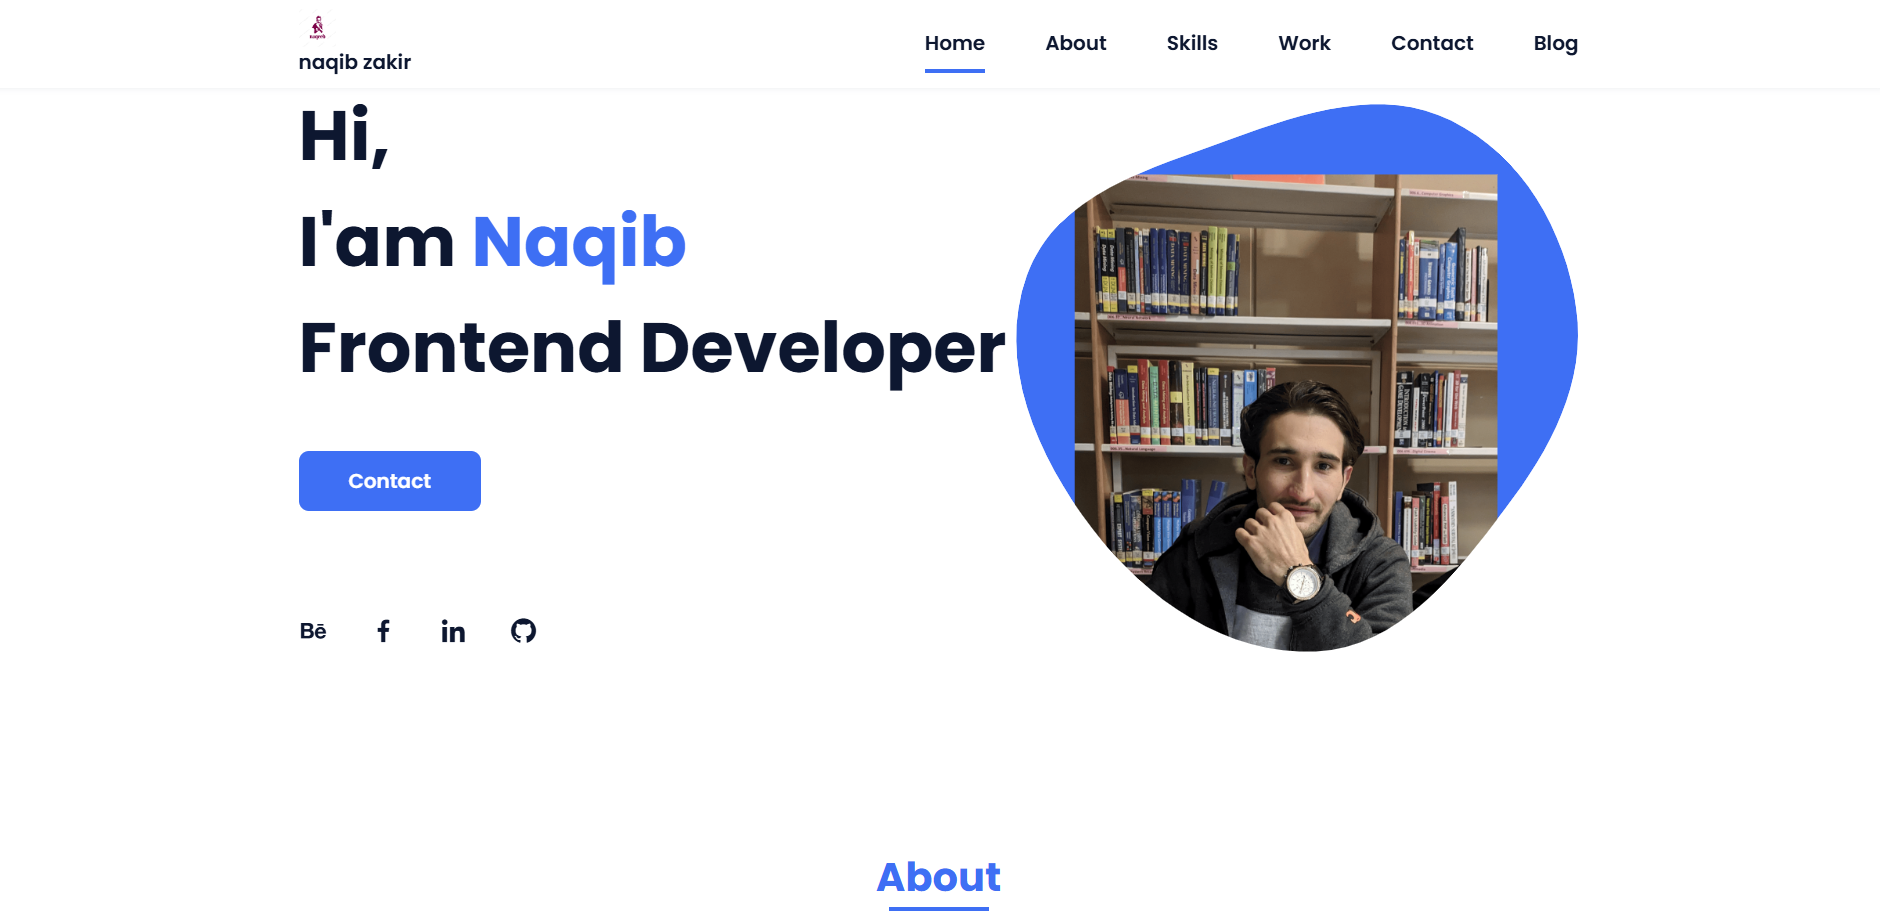 naqib zakir
Home About Skills Work Contact Blog
Hi,
I'am Naqib
Frontend Developer
Contact
Bē
About